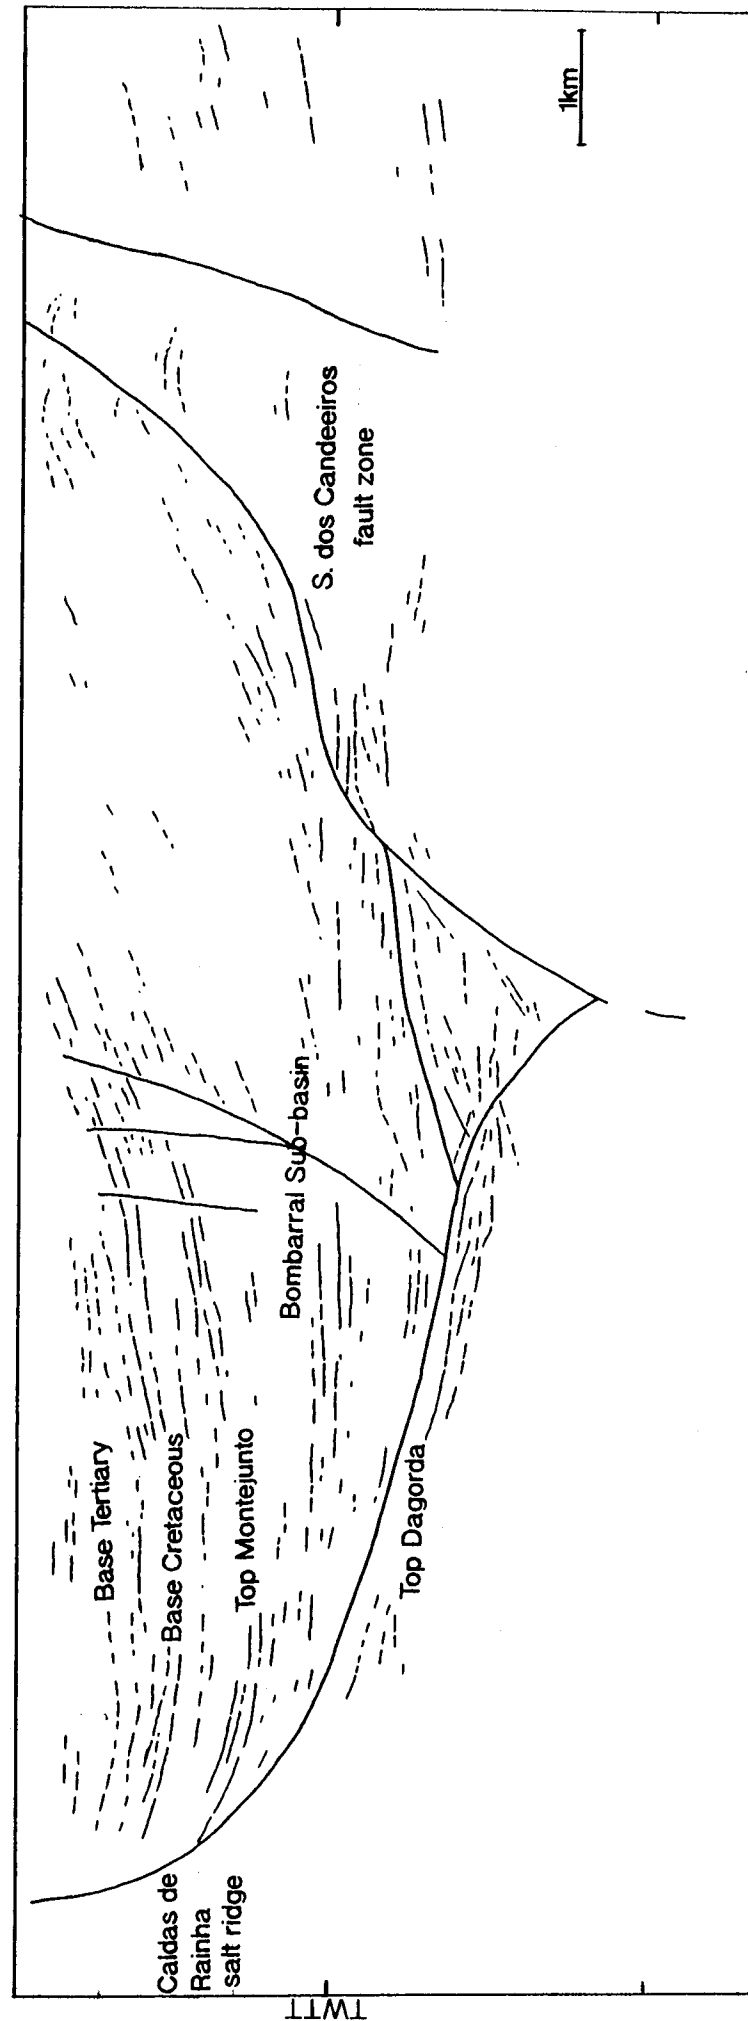 Caldas de
Rainha
salt ridge
Base Tertiary
Base Cretaceous
Top Montejunto
Top Dagorda
Bombarral Sub-basin
S. dos Candeeiros
fault zone
1km
TWTT